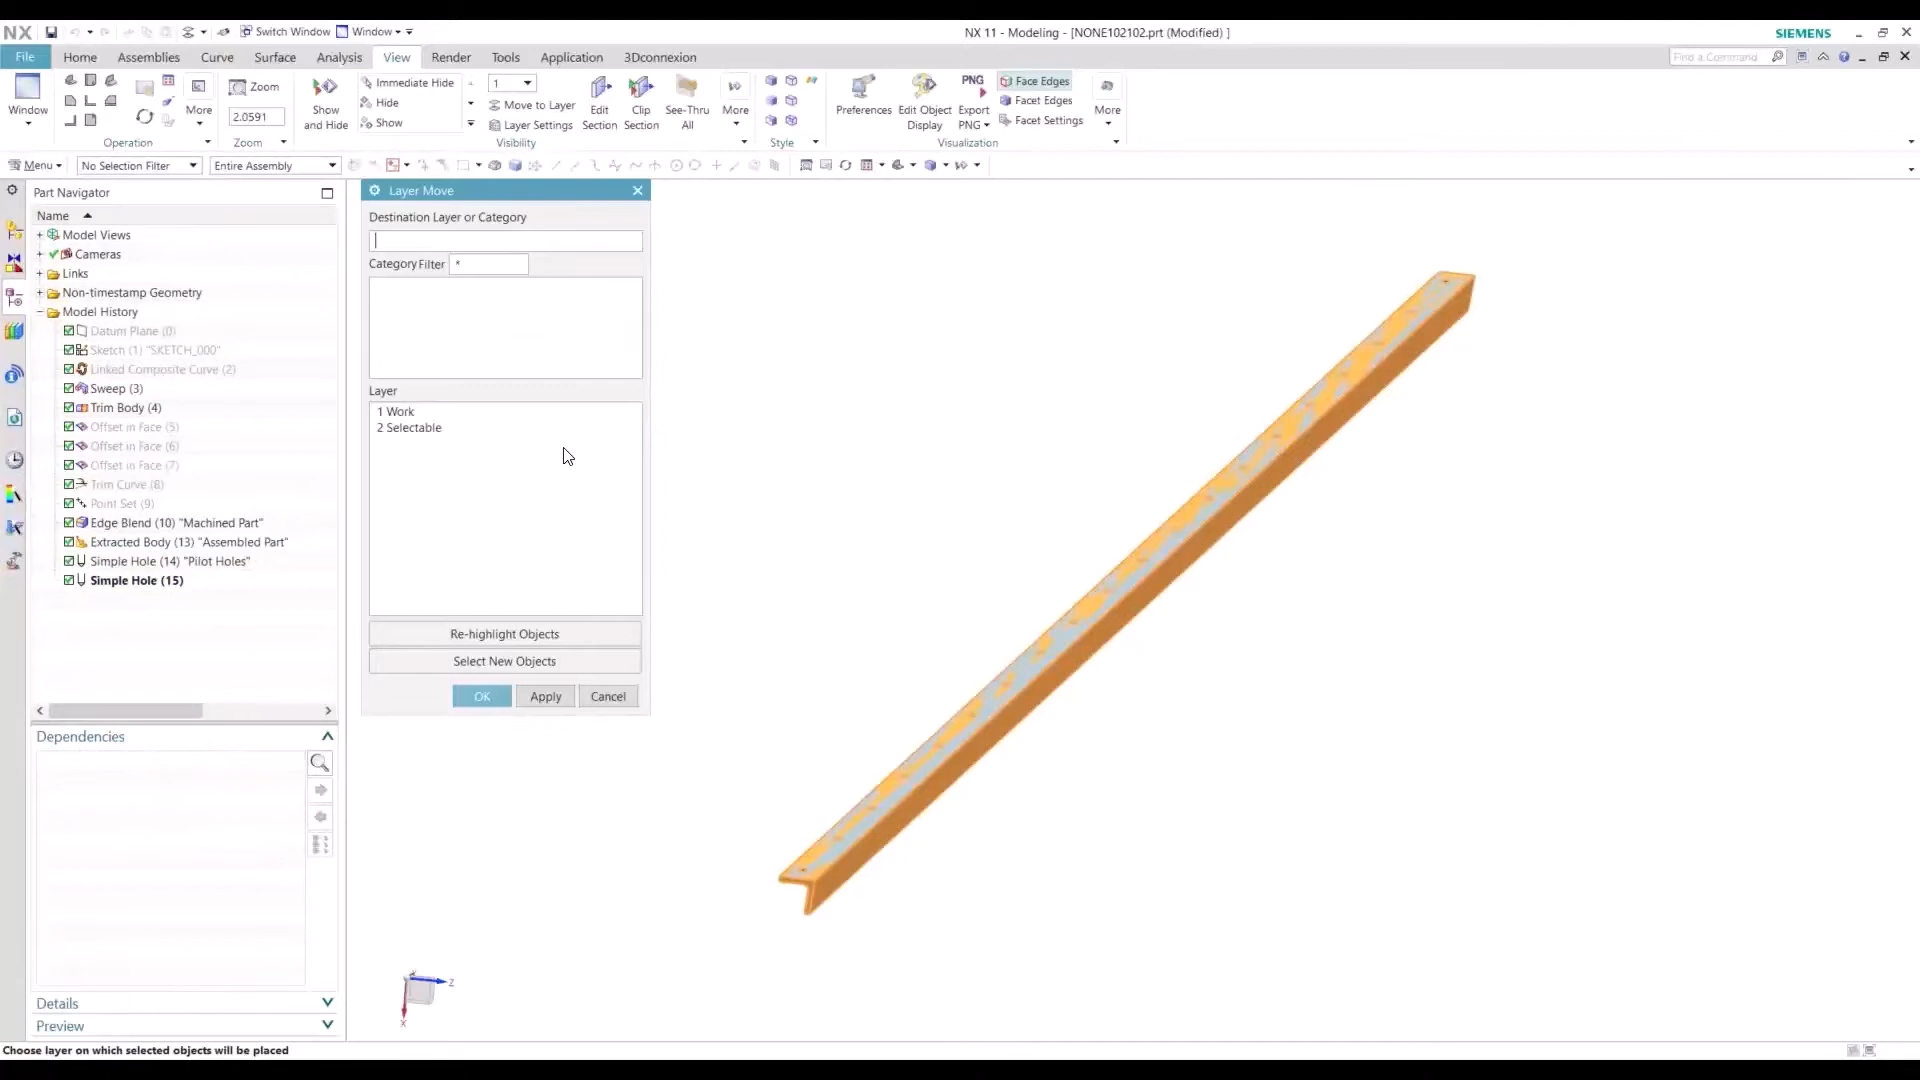 NX
Switch Window
Window
NX 11 - Modeling - [NONE102102.prt (Modified) ]
SIEMENS
File
Home
Assemblies
Curve
Surface
Analysis
View
Render
Tools
Application
3Dconnexion
Find a Command
Window
More
Operation
Zoom
2.0591
Zoom
Show
and Hide
Immediate Hide
Hide
Show
1
Move to Layer
Layer Settings
Edit
Section
Clip
Section
See-Thru
All
More
Visibility
Style
Preferences
Edit Object
Display
PNG
Export
PNG
Face Edges
Facet Edges
Facet Settings
More
Visualization
Menu
No Selection Filter
Entire Assembly
Part Navigator
Name
Model Views
Cameras
Links
Non-timestamp Geometry
Model History
Datum Plane (0)
Sketch (1) "SKETCH_000"
Linked Composite Curve (2)
Sweep (3)
Trim Body (4)
Offset in Face (5)
Offset in Face (6)
Offset in Face (7)
Trim Curve (8)
Point Set (9)
Edge Blend (10) "Machined Part"
Extracted Body (13) "Assembled Part"
Simple Hole (14) "Pilot Holes"
Simple Hole (15)
Dependencies
Details
Preview
Layer Move
Destination Layer or Category
Category Filter *
Layer
1 Work
2 Selectable
Re-highlight Objects
Select New Objects
OK
Apply
Cancel
Z
X
Choose layer on which selected objects will be placed